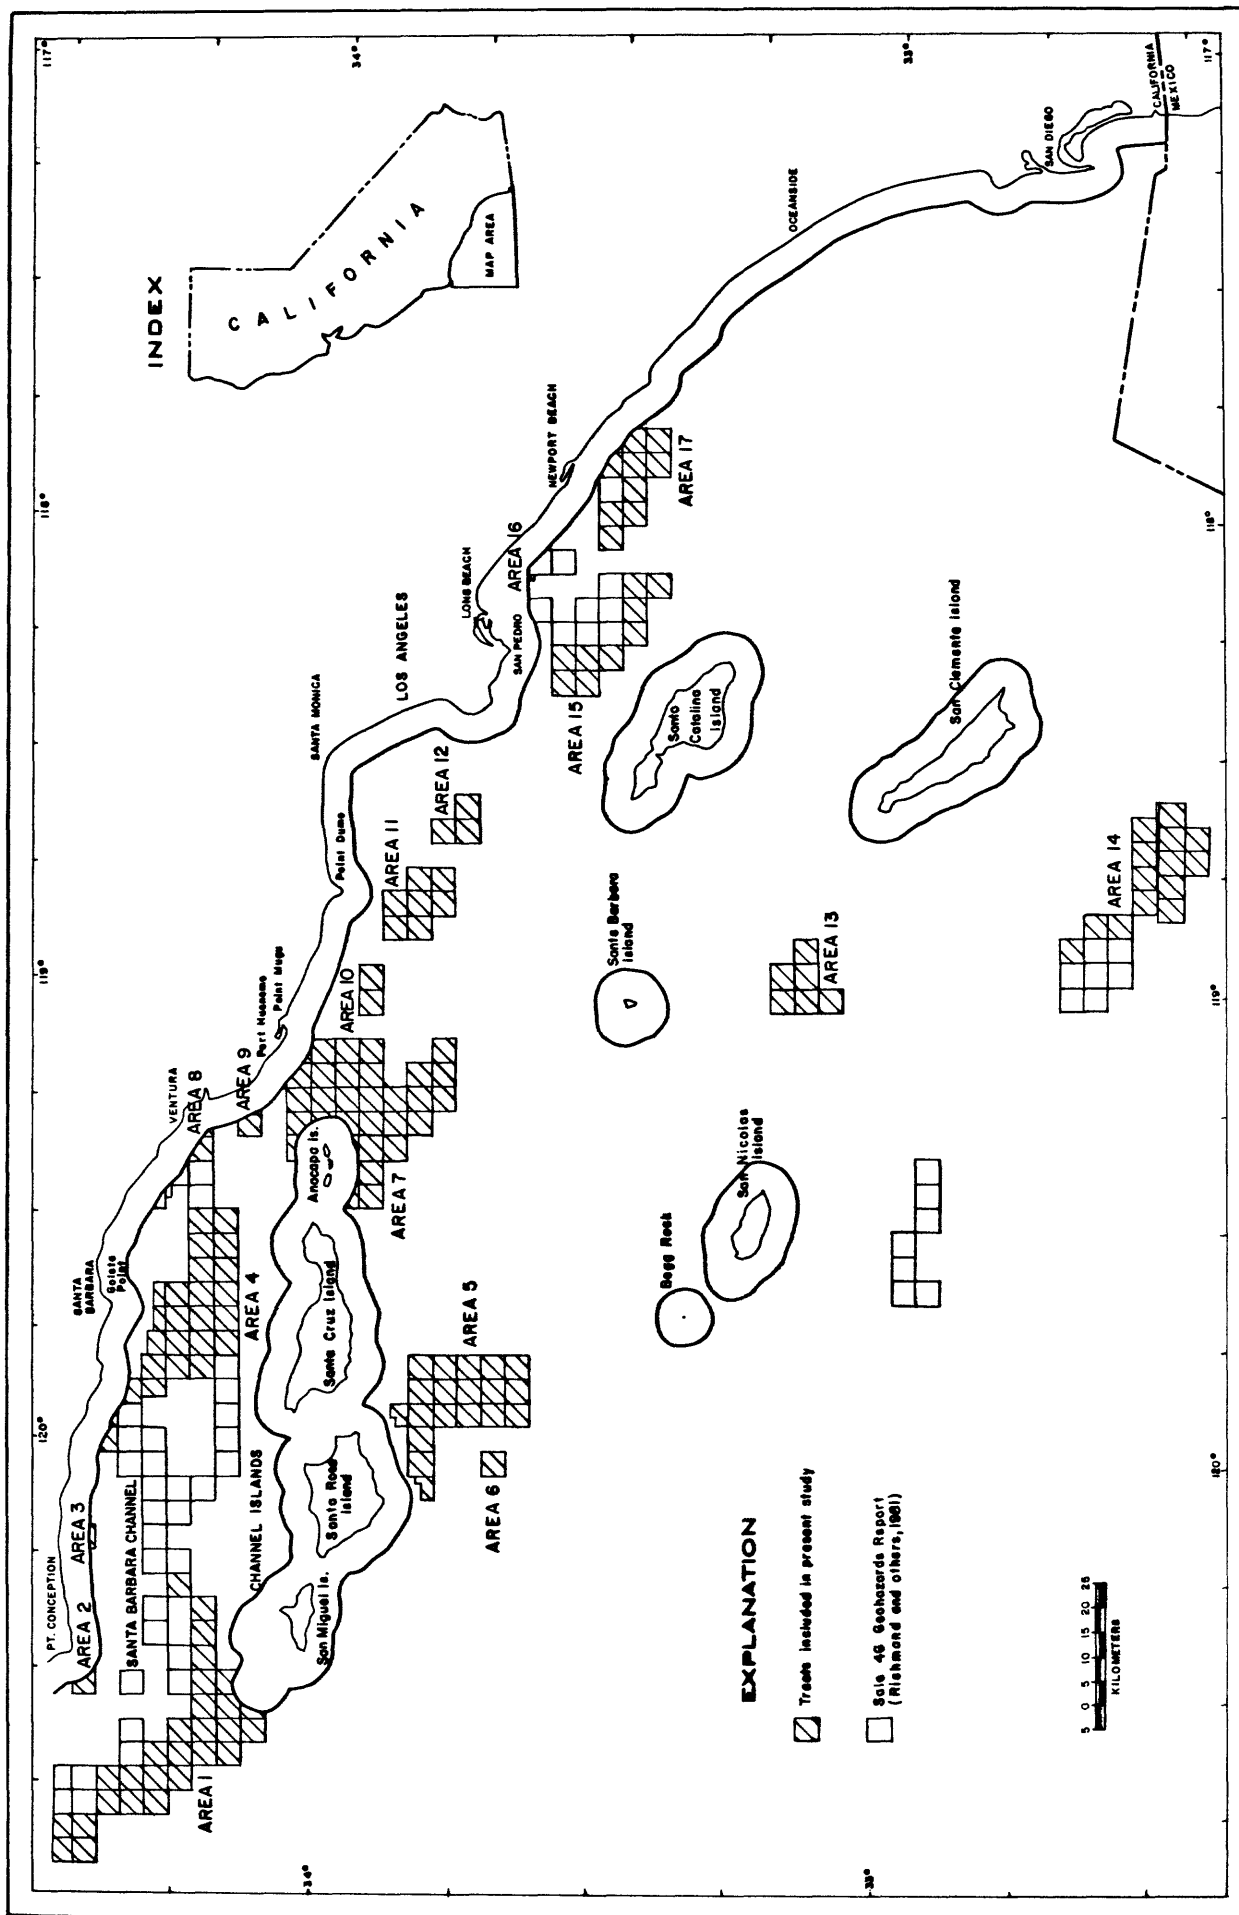 117°
118°
119°
120°
34°
33°
34°
33°
117°
118°
119°
120°
INDEX
CALIFORNIA
MAP AREA
PT. CONCEPTION
AREA 2
AREA 3
SANTA BARBARA CHANNEL
AREA 1
SANTA
BARBARA
Goleta
Point
AREA 4
CHANNEL ISLANDS
San Miguel Is.
Santa Rosa
Island
Santa Cruz Island
Anacapa Is.
VENTURA
AREA 8
AREA 9
Port Hueneme
Point Mugu
AREA 10
AREA 7
AREA 5
AREA 6
Point Dume
AREA 11
SANTA MONICA
AREA 12
LOS ANGELES
SAN PEDRO
LONG BEACH
AREA 15
AREA 16
NEWPORT BEACH
AREA 17
OCEANSIDE
SAN DIEGO
CALIFORNIA
MEXICO
Santa
Catalina
Island
San Clemente Island
Santa Barbara
Island
AREA 13
AREA 14
Begg Rock
San Nicolas
Island
EXPLANATION
Tracts included in present study
Sale 48 Geohazards Report
(Richmond and others, 1981)
5 0 5 10 15 20 25
KILOMETERS